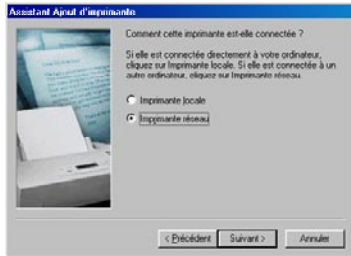 Assistant Ajout d'imprimante
Comment cette imprimante est-elle connectée ?
Si elle est connectée directement à votre ordinateur,
cliquez sur Imprimante locale. Si elle est connectée à un
autre ordinateur, cliquez sur Imprimante réseau.
Imprimante locale
Imprimante réseau
< Précédent
Suivant >
Annuler